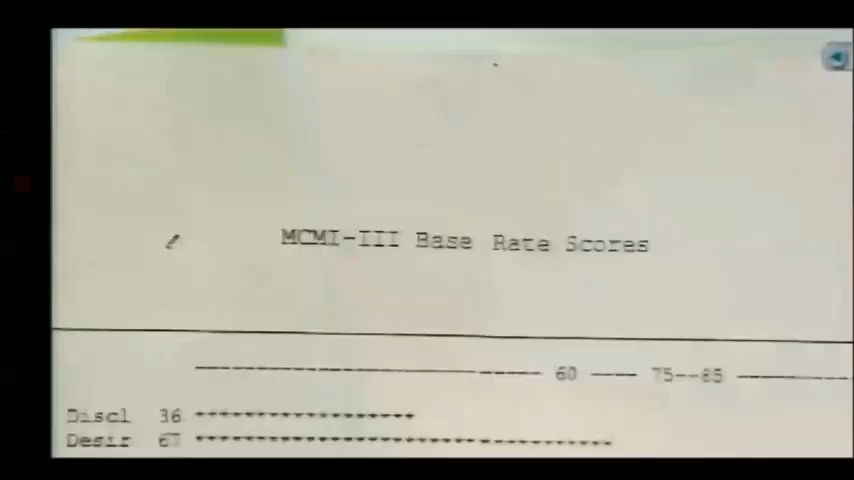 MCMI-III Base Rate Scores
------------------------------ 60 ---- 75--85 ----------
Discl 36 *********************
Desir 67 ****************************************